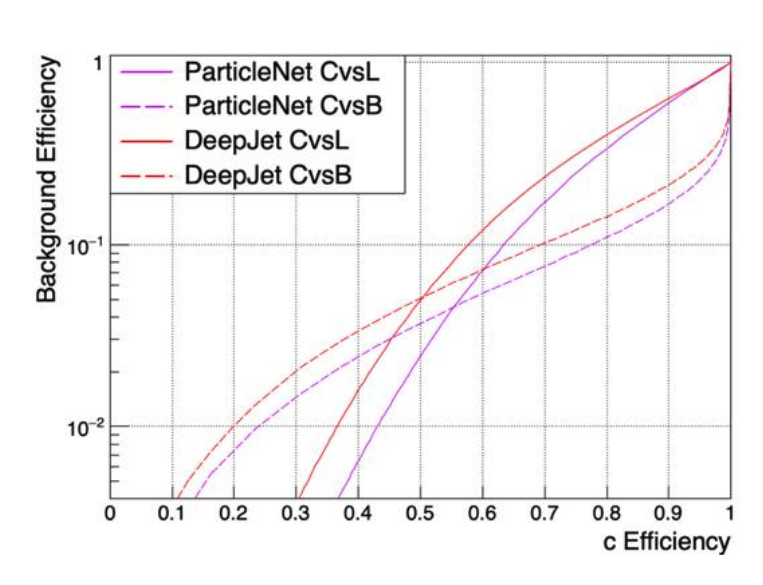 ParticleNet CvsL
ParticleNet CvsB
DeepJet CvsL
DeepJet CvsB
Background Efficiency
1
10⁻¹
10⁻²
0 0.1 0.2 0.3 0.4 0.5 0.6 0.7 0.8 0.9 1
c Efficiency